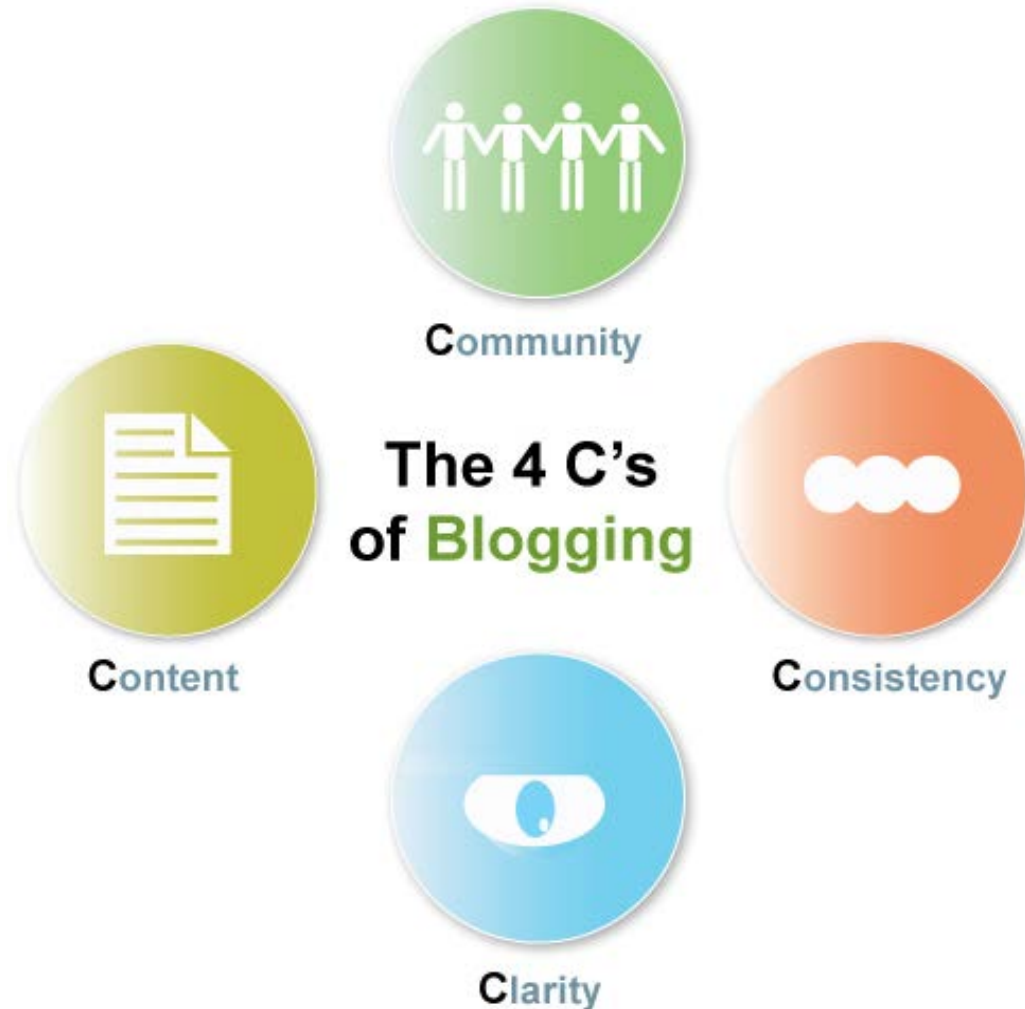 Community
The 4 C's
of Blogging
Content
Consistency
Clarity